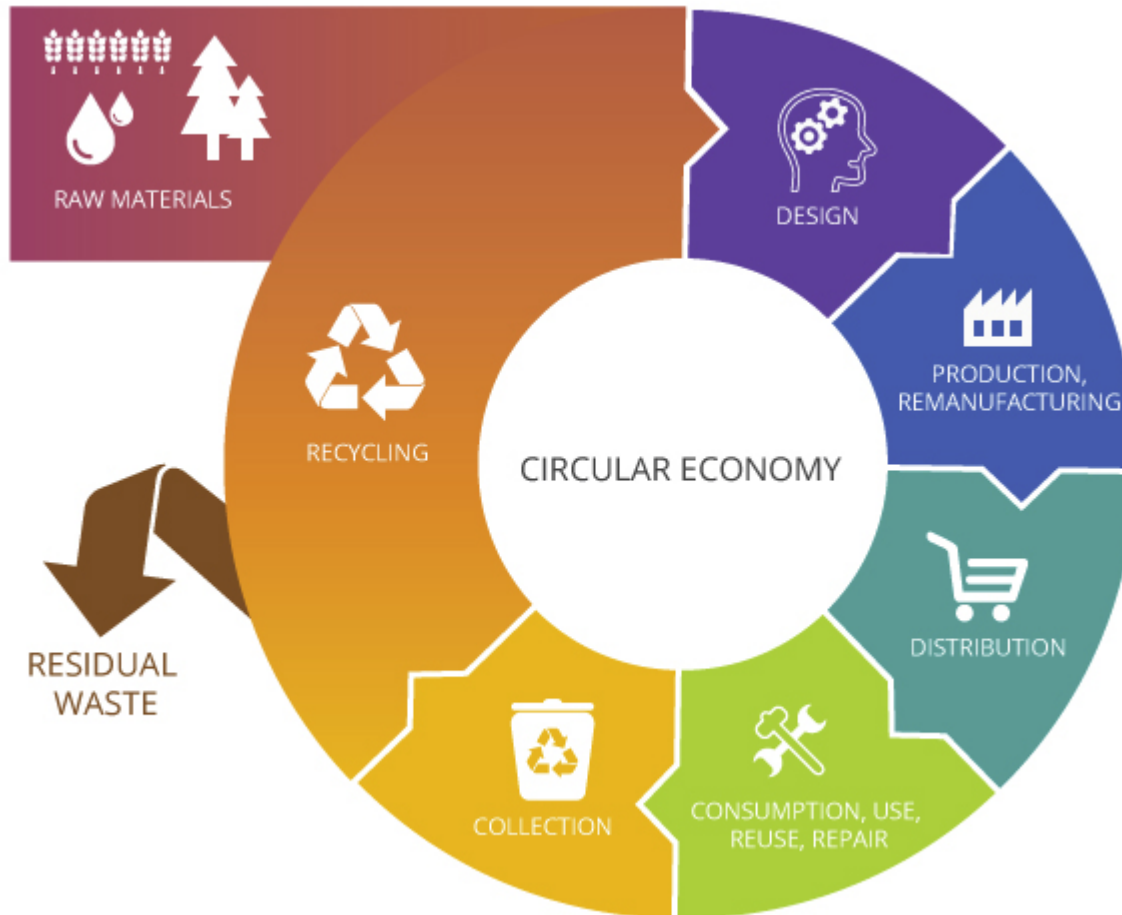 RAW MATERIALS
DESIGN
PRODUCTION,
REMANUFACTURING
RECYCLING
CIRCULAR ECONOMY
DISTRIBUTION
RESIDUAL
WASTE
CONSUMPTION, USE,
REUSE, REPAIR
COLLECTION